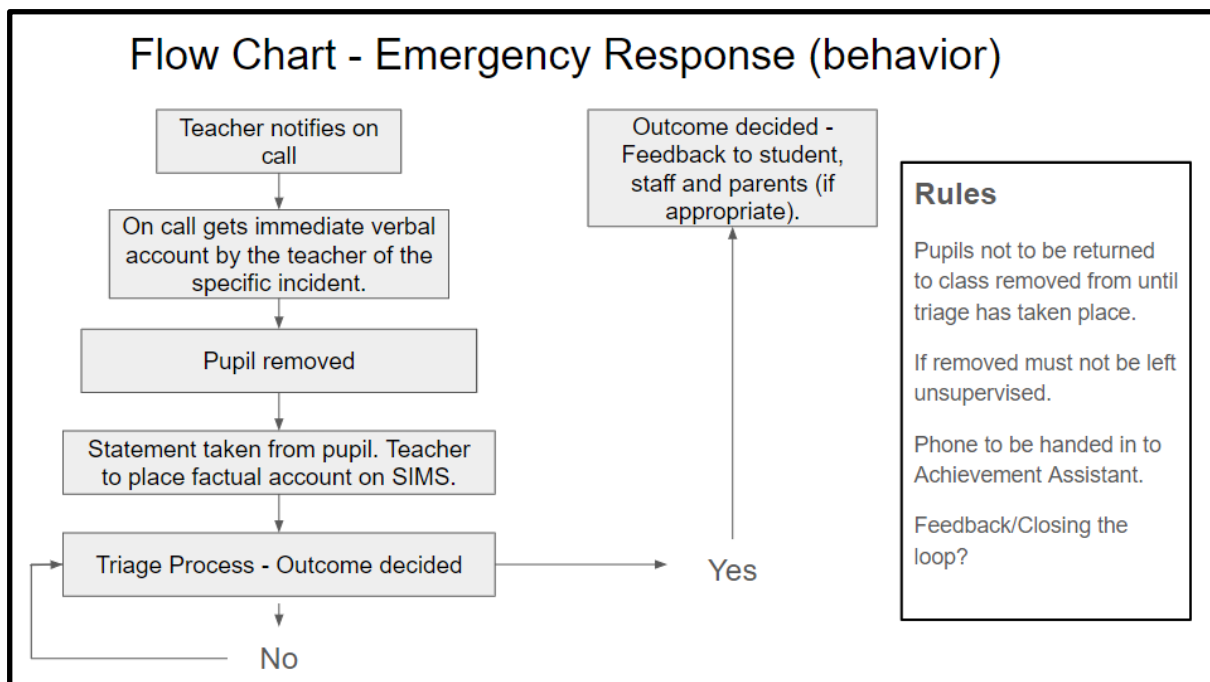 Flow Chart - Emergency Response (behavior)
Teacher notifies on
call
On call gets immediate verbal
account by the teacher of the
specific incident.
Pupil removed
Statement taken from pupil. Teacher
to place factual account on SIMS.
Triage Process - Outcome decided
No
Yes
Outcome decided -
Feedback to student,
staff and parents (if
appropriate).
Rules
Pupils not to be returned
to class removed from until
triage has taken place.
If removed must not be left
unsupervised.
Phone to be handed in to
Achievement Assistant.
Feedback/Closing the
loop?